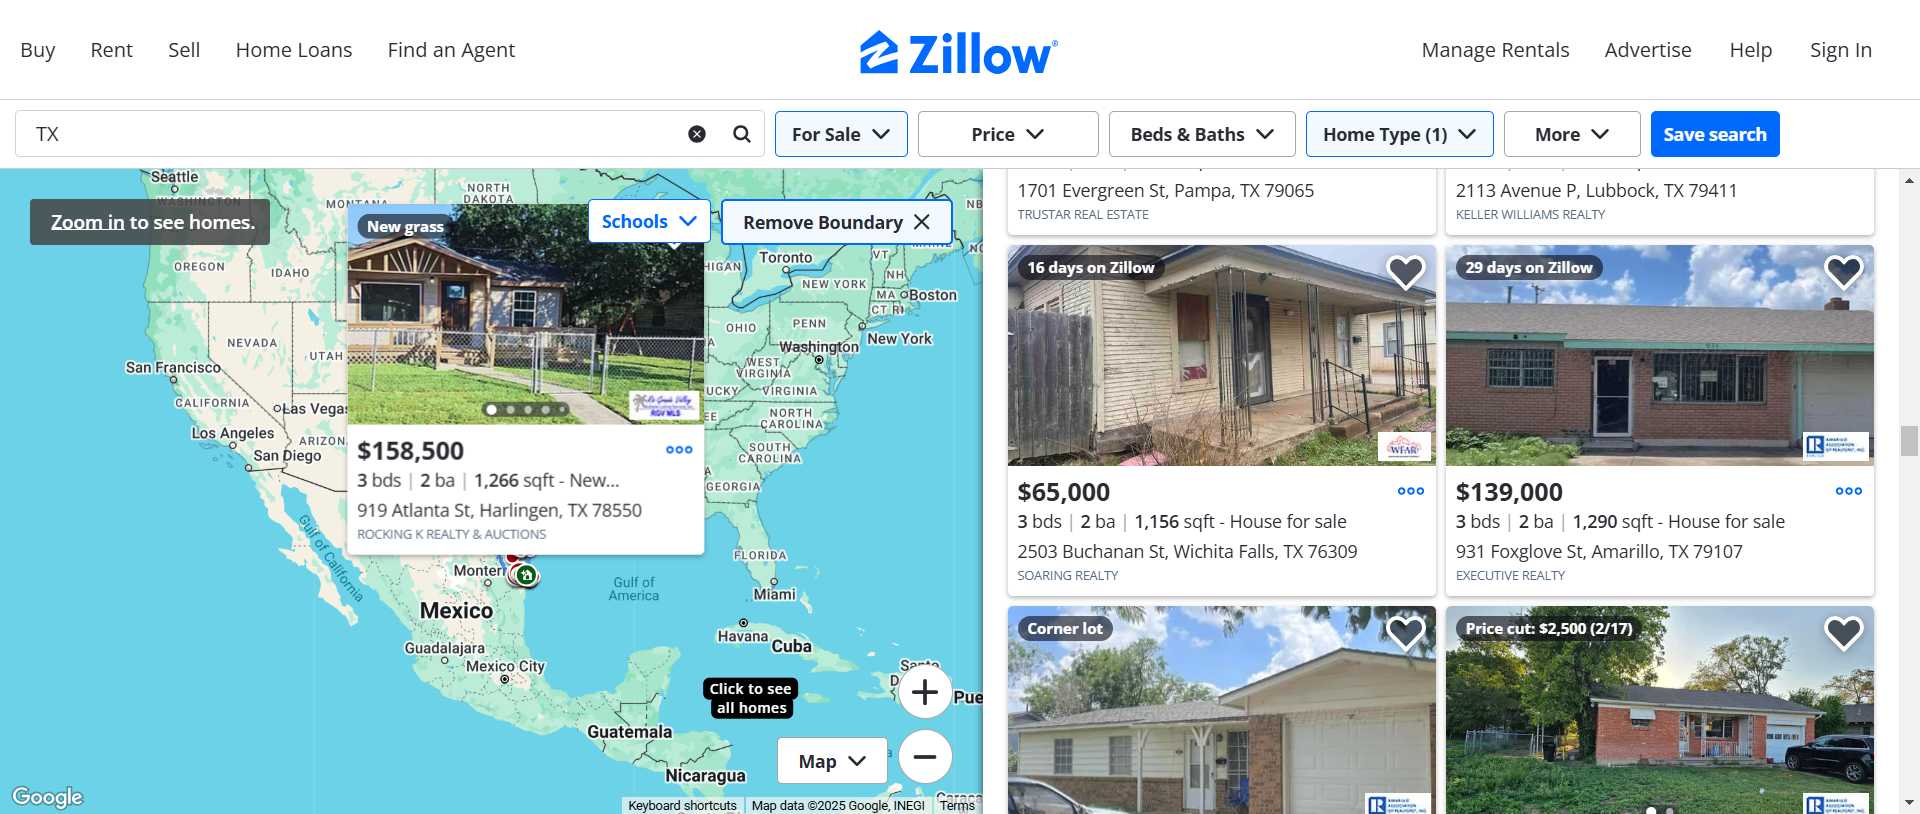 Buy Rent Sell Home Loans Find an Agent
Zillow
Manage Rentals Advertise Help Sign In
TX
For Sale
Price
Beds & Baths
Home Type (1)
More
Save search
Zoom in to see homes.
Schools
Remove Boundary
Seattle
WASHINGTON
MONTANA
NORTH
DAKOTA
OREGON
IDAHO
NEVADA
UTAH
San Francisco
CALIFORNIA
Las Vegas
Los Angeles
San Diego
Gulf of California
Toronto
NEW YORK
VT
NH
MA
Boston
CT RI
PENN
OHIO
New York
Washington
WEST
VIRGINIA
VIRGINIA
NORTH
CAROLINA
SOUTH
CAROLINA
GEORGIA
FLORIDA
Gulf of
America
Miami
Havana
Cuba
Mexico
Guadalajara
Mexico City
Guatemala
Nicaragua
New grass
RGV MLS
$158,500
3 bds | 2 ba | 1,266 sqft - New...
919 Atlanta St, Harlingen, TX 78550
ROCKING K REALTY & AUCTIONS
Click to see
all homes
Map
Google
Keyboard shortcuts Map data ©2025 Google, INEGI Terms
1701 Evergreen St, Pampa, TX 79065
TRUSTAR REAL ESTATE
2113 Avenue P, Lubbock, TX 79411
KELLER WILLIAMS REALTY
16 days on Zillow
WFAR
$65,000
3 bds | 2 ba | 1,156 sqft - House for sale
2503 Buchanan St, Wichita Falls, TX 76309
SOARING REALTY
29 days on Zillow
$139,000
3 bds | 2 ba | 1,290 sqft - House for sale
931 Foxglove St, Amarillo, TX 79107
EXECUTIVE REALTY
Corner lot
Price cut: $2,500 (2/17)